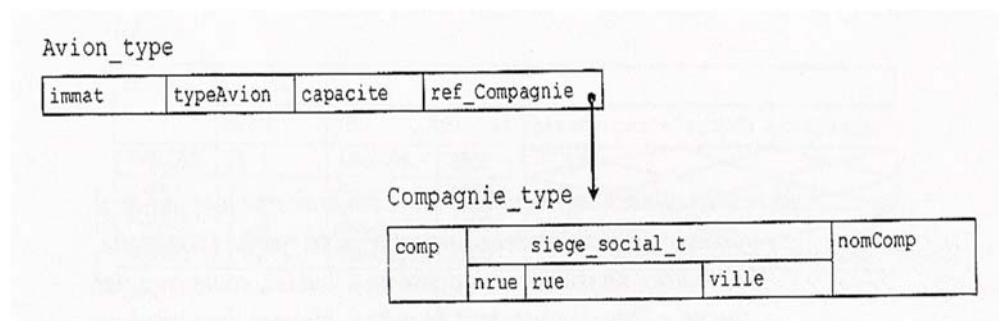 Avion_type
immat typeAvion capacite ref_Compagnie
Compagnie_type
comp siege_social_t nomComp
nrue rue ville